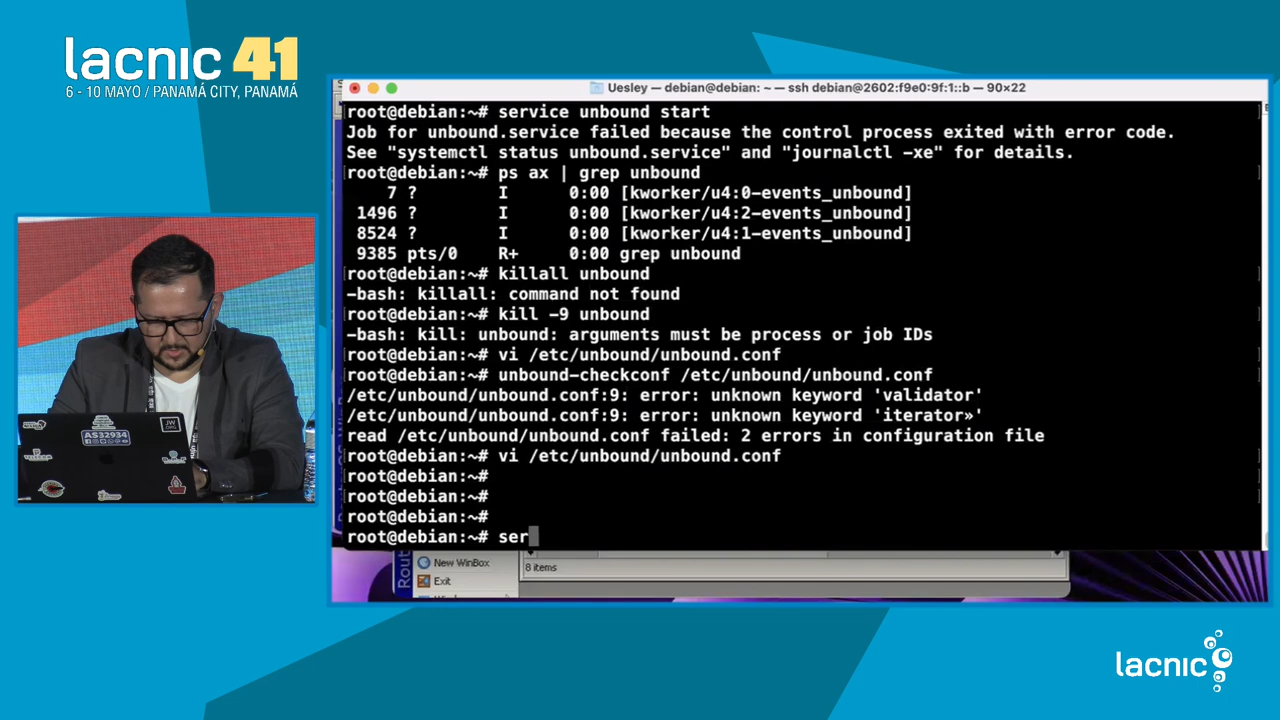 lacnic 41
6 - 10 MAYO / PANAMÁ CITY, PANAMÁ
Uesley — debian@debian: ~ — ssh debian@2602:f9e0:9f:1::b — 90×22
root@debian:~# service unbound start
Job for unbound.service failed because the control process exited with error code.
See "systemctl status unbound.service" and "journalctl -xe" for details.
root@debian:~# ps ax | grep unbound
7 ? I 0:00 [kworker/u4:0-events_unbound]
1496 ? I 0:00 [kworker/u4:2-events_unbound]
8524 ? I 0:00 [kworker/u4:1-events_unbound]
9385 pts/0 R+ 0:00 grep unbound
root@debian:~# killall unbound
-bash: killall: command not found
root@debian:~# kill -9 unbound
-bash: kill: unbound: arguments must be process or job IDs
root@debian:~# vi /etc/unbound/unbound.conf
root@debian:~# unbound-checkconf /etc/unbound/unbound.conf
/etc/unbound/unbound.conf:9: error: unknown keyword 'validator'
/etc/unbound/unbound.conf:9: error: unknown keyword 'iterator»'
read /etc/unbound/unbound.conf failed: 2 errors in configuration file
root@debian:~# vi /etc/unbound/unbound.conf
root@debian:~#
root@debian:~#
root@debian:~#
root@debian:~# ser
New WinBox
8 items
Exit
Rout
AS32934
JW
lacnic